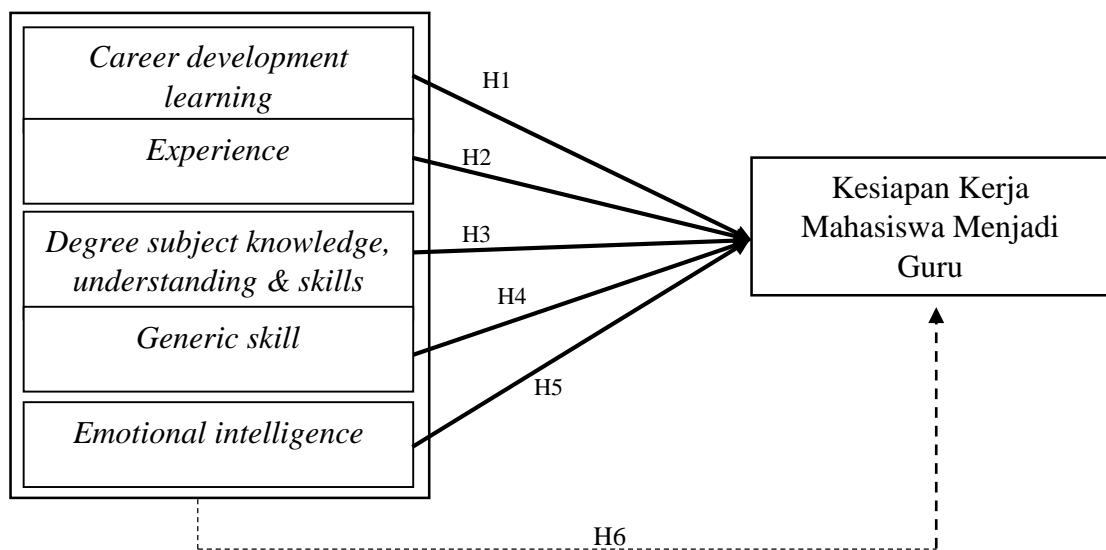 Career development
learning
H1
Experience
H2
Kesiapan Kerja
Mahasiswa Menjadi
Guru
Degree subject knowledge,
understanding & skills
H3
Generic skill
H4
Emotional intelligence
H5
H6